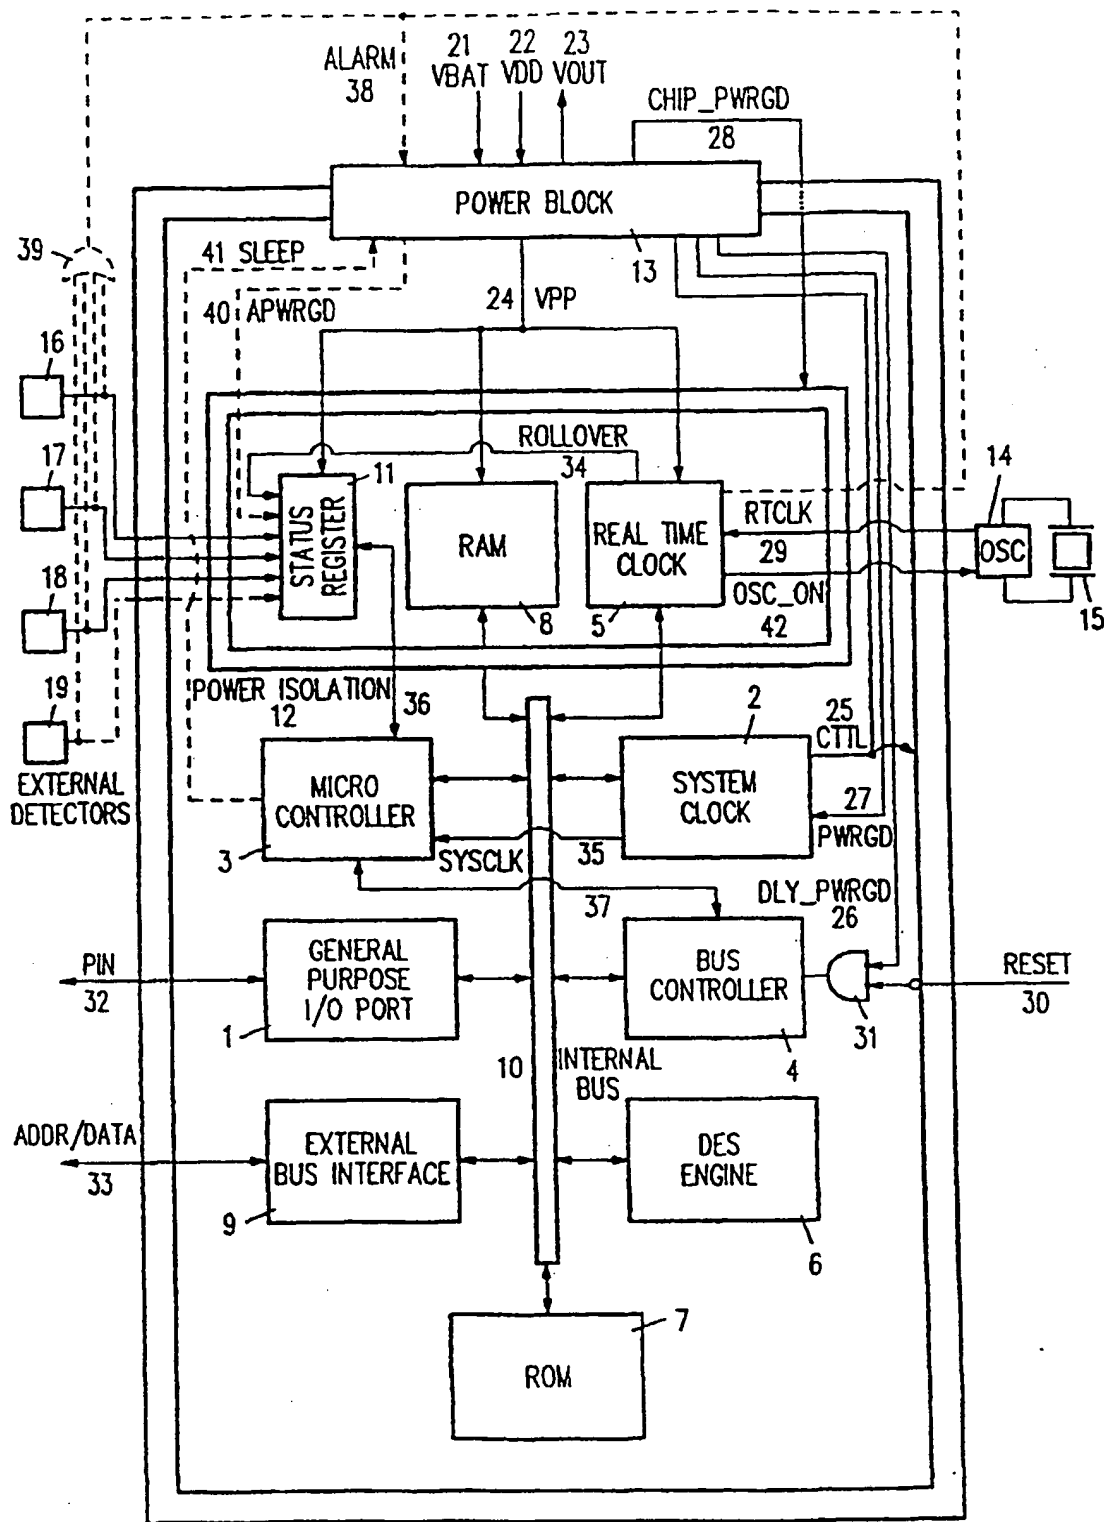 ALARM
38
21
VBAT
22
VDD
23
VOUT
CHIP_PWRGD
28
POWER BLOCK
13
39
41 SLEEP
40 APWRGD
24 VPP
16
17
18
19
EXTERNAL
DETECTORS
ROLLOVER
34
11
STATUS
REGISTER
RAM
8
REAL TIME
CLOCK
5
RTCLK
29
OSC_ON
42
14
OSC
15
POWER ISOLATION
12
36
MICRO
CONTROLLER
3
SYSCLK
35
2
SYSTEM
CLOCK
25
CTTL
27
PWRGD
37
DLY_PWRGD
26
PIN
32
GENERAL
PURPOSE
I/O PORT
1
BUS
CONTROLLER
4
31
RESET
30
10
INTERNAL
BUS
ADDR/DATA
33
EXTERNAL
BUS INTERFACE
9
DES
ENGINE
6
7
ROM